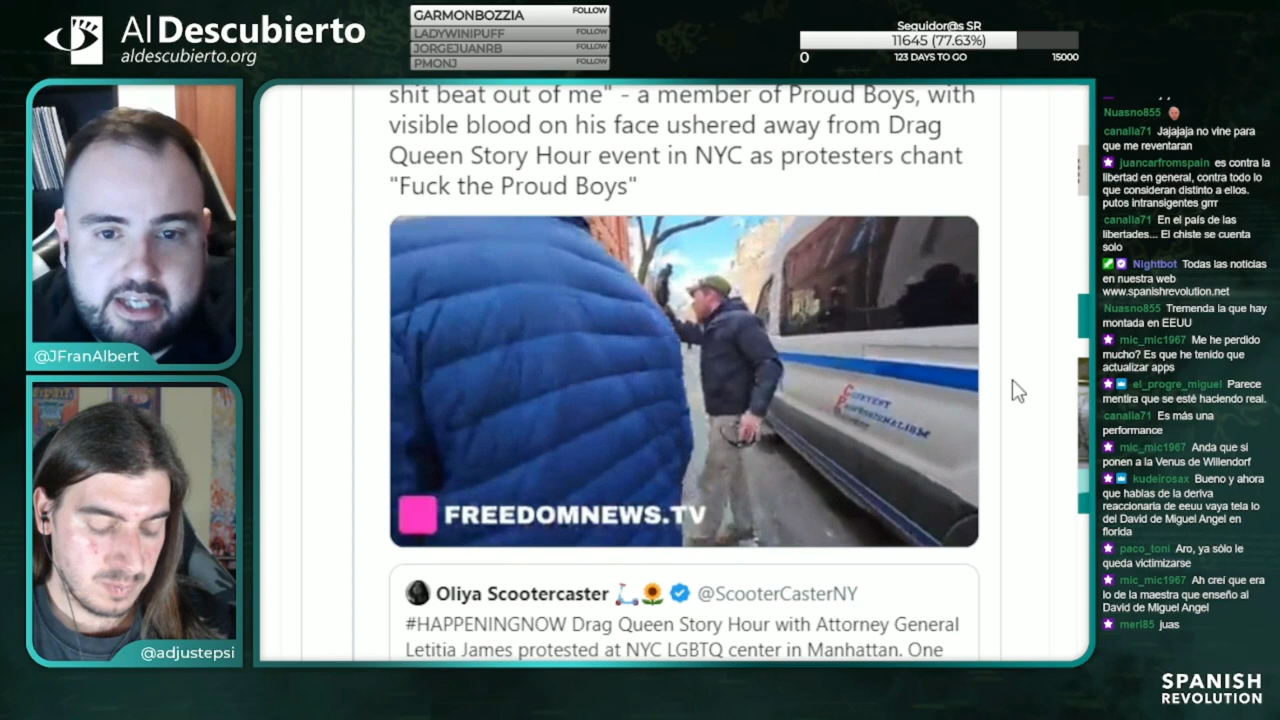 Al Descubierto
aldescubierto.org
GARMONBOZZIA FOLLOW
LADYWINIPUFF FOLLOW
JORGEJUANRB FOLLOW
PMONJ FOLLOW
Seguidor@s SR
11645 (77.63%)
0 123 DAYS TO GO 15000
@JFranAlbert
@adjustepsi
shit beat out of me" - a member of Proud Boys, with
visible blood on his face ushered away from Drag
Queen Story Hour event in NYC as protesters chant
"Fuck the Proud Boys"
COURTESY
PROFESSIONALISM
FREEDOMNEWS.TV
Oliya Scootercaster 🛴🌻 @ScooterCasterNY
#HAPPENINGNOW Drag Queen Story Hour with Attorney General
Letitia James protested at NYC LGBTQ center in Manhattan. One
Nuasno855
canalla71 Jajajaja no vine para
que me reventaran
juancarfromspain es contra la
libertad en general, contra todo lo
que consideran distinto a ellos.
putos intransigentes grrr
canalla71 En el país de las
libertades... El chiste se cuenta
solo
Nightbot Todas las noticias
en nuestra web
www.spanishrevolution.net
Nuasno855 Tremenda la que hay
montada en EEUU
mic_mic1967 Me he perdido
mucho? Es que he tenido que
actualizar apps
el_progre_miguel Parece
mentira que se esté haciendo real.
canalla71 Es más una
performance
mic_mic1967 Anda que si
ponen a la Venus de Willendorf
kudeirosax Bueno y ahora
que hablas de la deriva
reaccionaria de eeuu vaya tela lo
del David de Miguel Angel en
florida
paco_toni Aro, ya sólo le
queda victimizarse
mic_mic1967 Ah creí que era
lo de la maestra que enseño al
David de Miguel Angel
merl85 juas
SPANISH
REVOLUTION